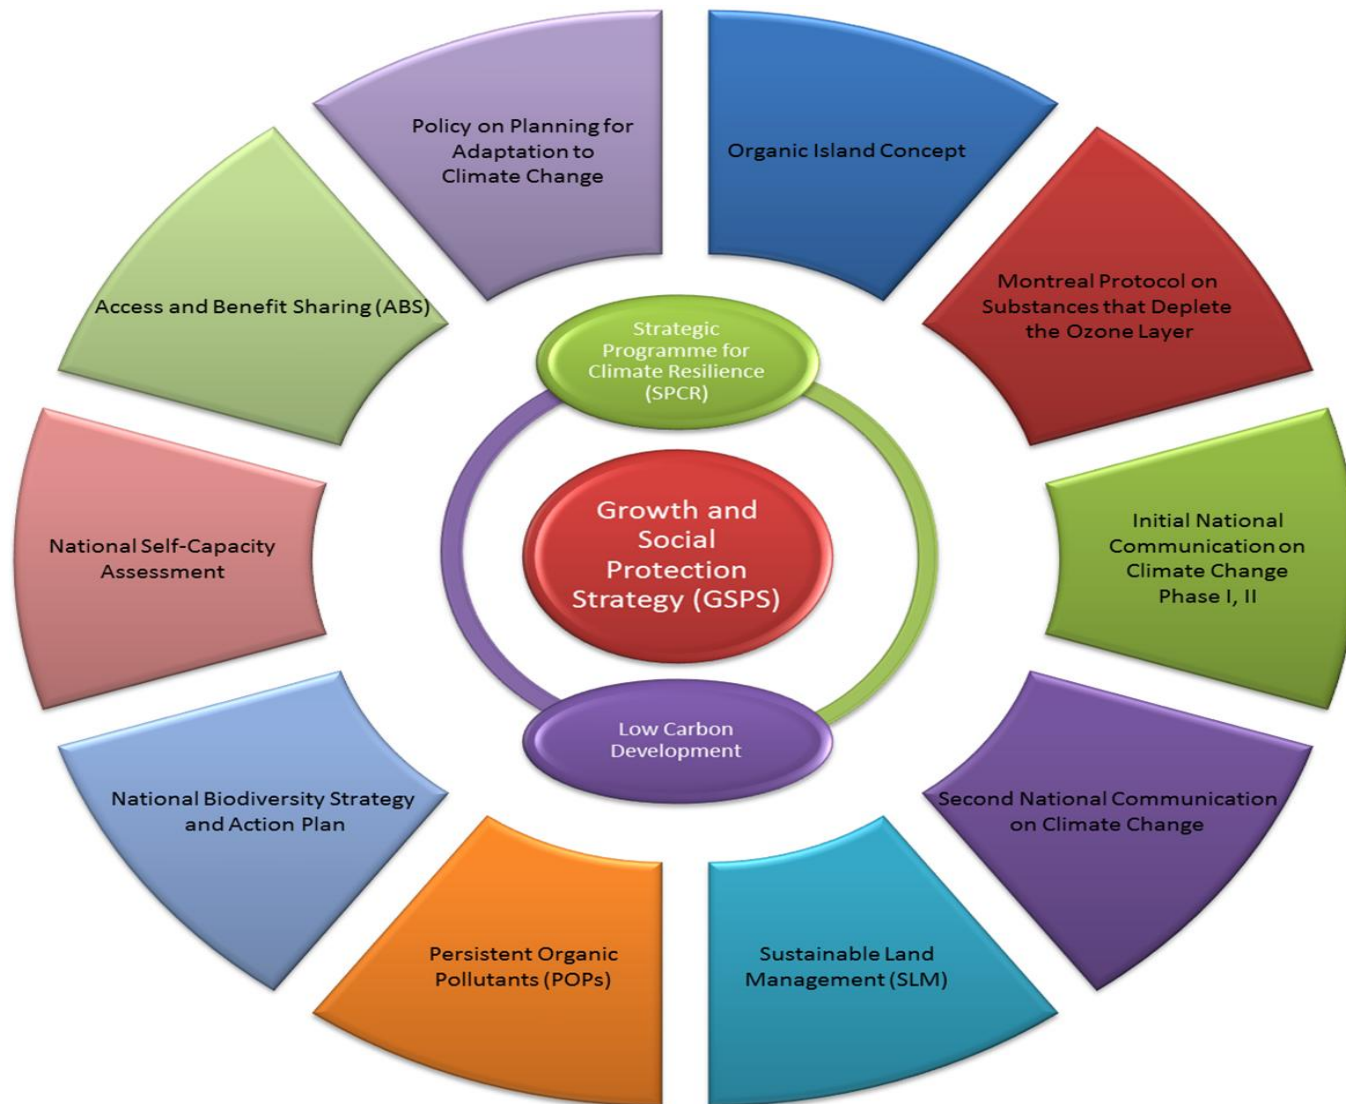 Policy on Planning for
Adaptation to
Climate Change
Organic Island Concept
Montreal Protocol on
Substances that Deplete
the Ozone Layer
Initial National
Communication on
Climate Change
Phase I, II
Second National Communication
on Climate Change
Sustainable Land
Management (SLM)
Persistent Organic
Pollutants (POPs)
National Biodiversity Strategy
and Action Plan
National Self-Capacity
Assessment
Access and Benefit Sharing (ABS)
Strategic
Programme for
Climate Resilience
(SPCR)
Growth and
Social
Protection
Strategy (GSPS)
Low Carbon
Development